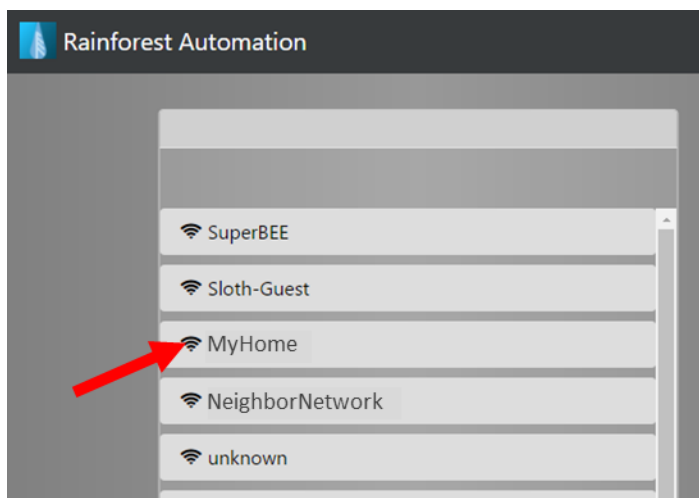 Rainforest Automation
SuperBEE
Sloth-Guest
MyHome
NeighborNetwork
unknown